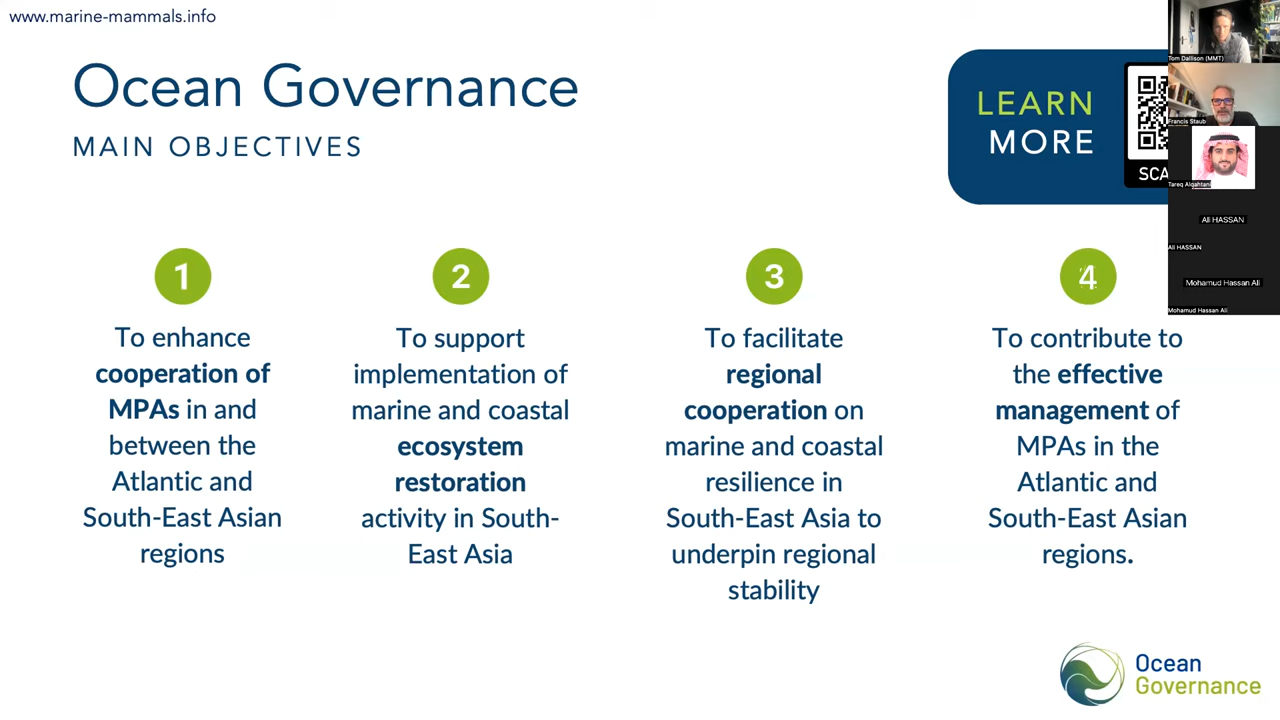 www.marine-mammals.info
Ocean Governance
MAIN OBJECTIVES
LEARN
MORE
SCA
Tom Dallison (MMT)
Francis Staub
Tareq Alqahtani
Ali HASSAN
Ali HASSAN
Mohamud Hassan Ali
Mohamud Hassan Ali
1
To enhance
cooperation of
MPAs in and
between the
Atlantic and
South-East Asian
regions
2
To support
implementation of
marine and coastal
ecosystem
restoration
activity in South-
East Asia
3
To facilitate
regional
cooperation on
marine and coastal
resilience in
South-East Asia to
underpin regional
stability
4
To contribute to
the effective
management of
MPAs in the
Atlantic and
South-East Asian
regions.
Ocean
Governance